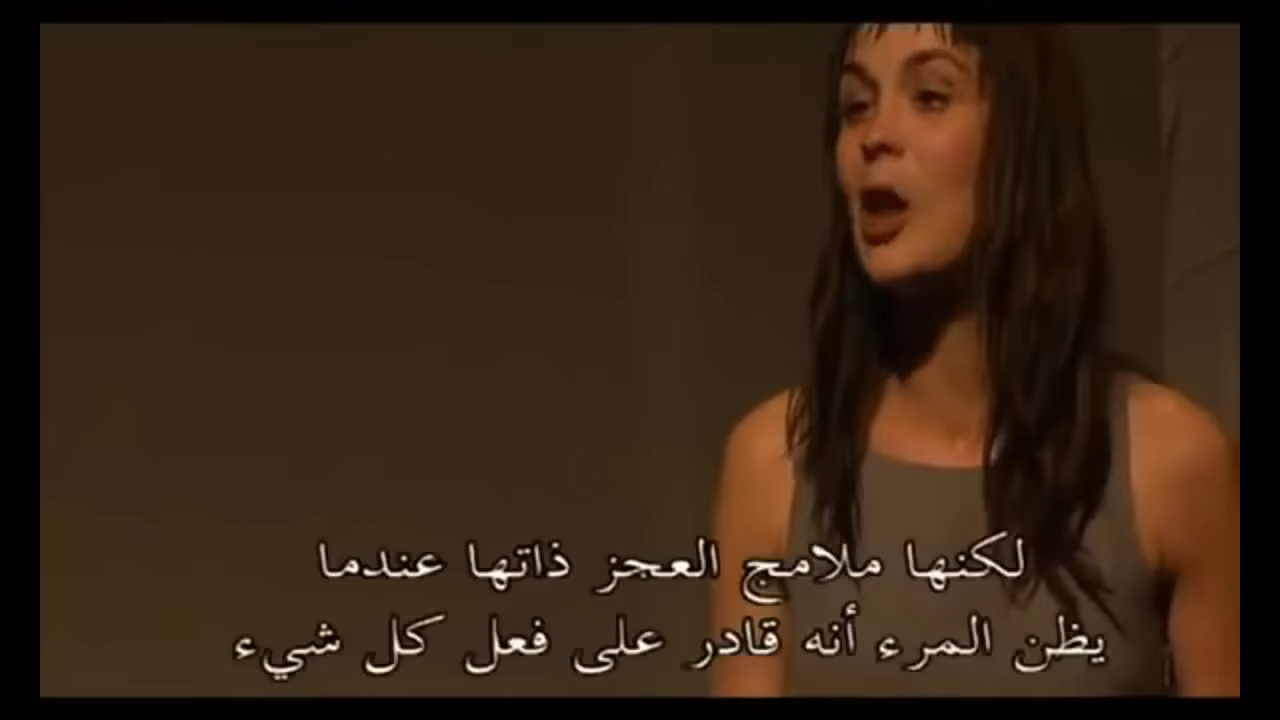 لكنها ملامح العجز ذاتها عندما
يظن المرء أنه قادر على فعل كل شيء